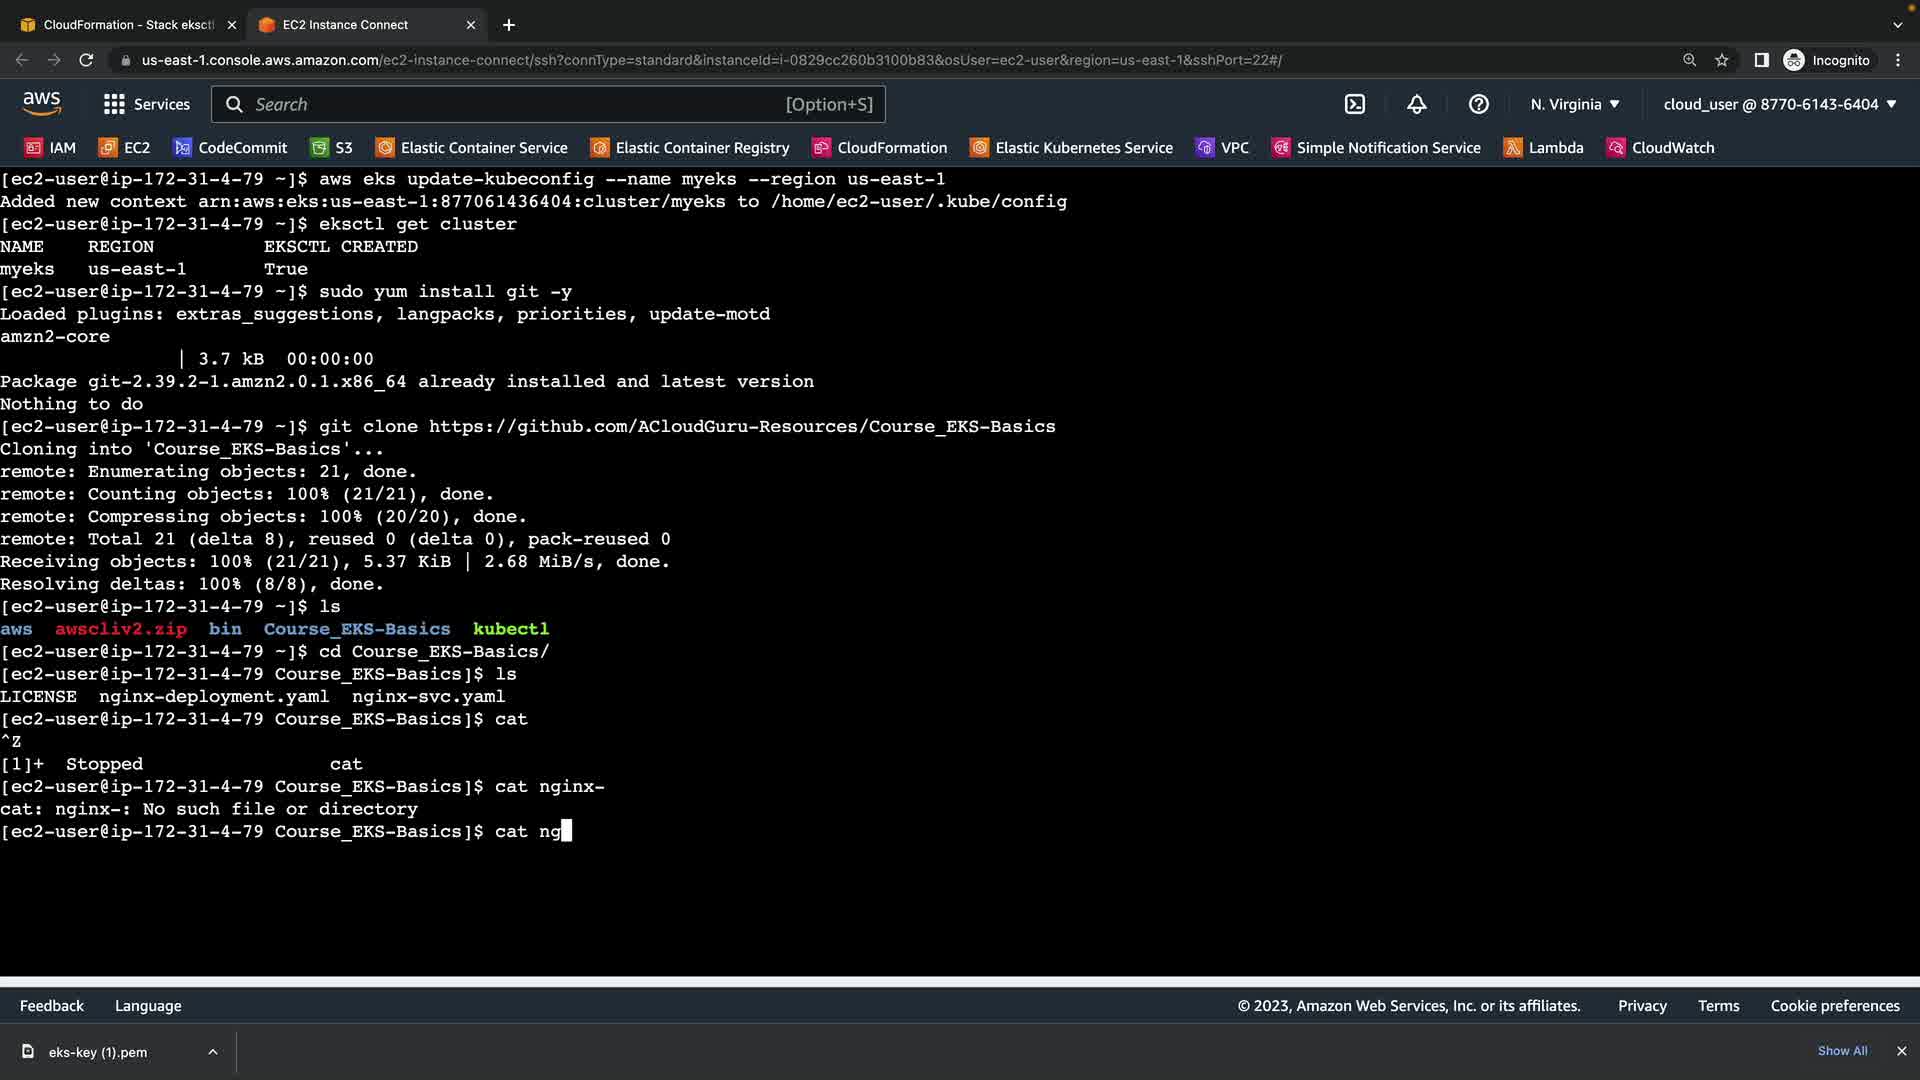 CloudFormation - Stack eksctl
EC2 Instance Connect
us-east-1.console.aws.amazon.com/ec2-instance-connect/ssh?connType=standard&instanceId=i-0829cc260b3100b83&osUser=ec2-user&region=us-east-1&sshPort=22#/
Incognito
aws Services Search [Option+S] N. Virginia cloud_user @ 8770-6143-6404
IAM EC2 CodeCommit S3 Elastic Container Service Elastic Container Registry CloudFormation Elastic Kubernetes Service VPC Simple Notification Service Lambda CloudWatch
[ec2-user@ip-172-31-4-79 ~]$ aws eks update-kubeconfig --name myeks --region us-east-1
Added new context arn:aws:eks:us-east-1:877061436404:cluster/myeks to /home/ec2-user/.kube/config
[ec2-user@ip-172-31-4-79 ~]$ eksctl get cluster
NAME    REGION          EKSCTL CREATED
myeks   us-east-1       True
[ec2-user@ip-172-31-4-79 ~]$ sudo yum install git -y
Loaded plugins: extras_suggestions, langpacks, priorities, update-motd
amzn2-core
                | 3.7 kB  00:00:00
Package git-2.39.2-1.amzn2.0.1.x86_64 already installed and latest version
Nothing to do
[ec2-user@ip-172-31-4-79 ~]$ git clone https://github.com/ACloudGuru-Resources/Course_EKS-Basics
Cloning into 'Course_EKS-Basics'...
remote: Enumerating objects: 21, done.
remote: Counting objects: 100% (21/21), done.
remote: Compressing objects: 100% (20/20), done.
remote: Total 21 (delta 8), reused 0 (delta 0), pack-reused 0
Receiving objects: 100% (21/21), 5.37 KiB | 2.68 MiB/s, done.
Resolving deltas: 100% (8/8), done.
[ec2-user@ip-172-31-4-79 ~]$ ls
aws  awscliv2.zip  bin  Course_EKS-Basics  kubectl
[ec2-user@ip-172-31-4-79 ~]$ cd Course_EKS-Basics/
[ec2-user@ip-172-31-4-79 Course_EKS-Basics]$ ls
LICENSE  nginx-deployment.yaml  nginx-svc.yaml
[ec2-user@ip-172-31-4-79 Course_EKS-Basics]$ cat
^Z
[1]+  Stopped                 cat
[ec2-user@ip-172-31-4-79 Course_EKS-Basics]$ cat nginx-
cat: nginx-: No such file or directory
[ec2-user@ip-172-31-4-79 Course_EKS-Basics]$ cat ng
Feedback Language © 2023, Amazon Web Services, Inc. or its affiliates. Privacy Terms Cookie preferences
eks-key (1).pem Show All